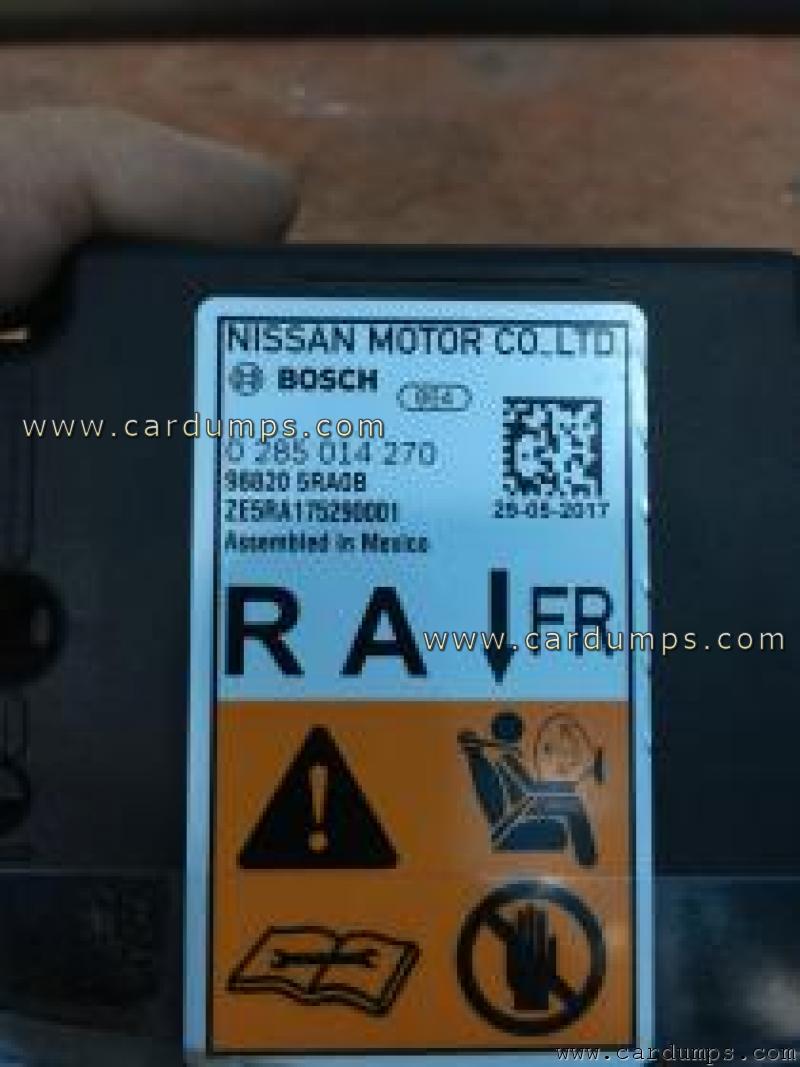 NISSAN MOTOR CO.,LTD.
BOSCH
www.cardumps.com
0 285 014 270
98820 5RA0B
ZE5RA175290001
29-05-2017
Assembled in Mexico
R A FR
www.cardumps.com
www.cardumps.com